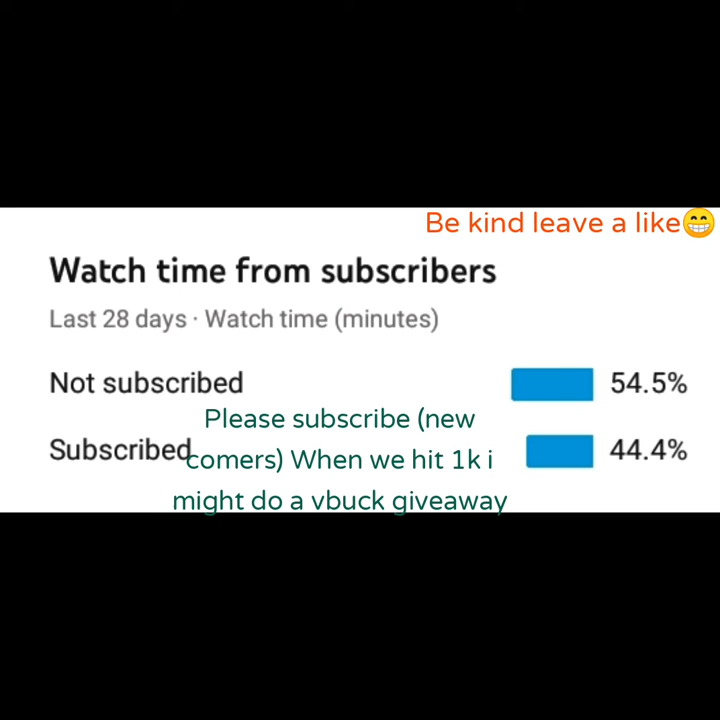 Be kind leave a like😁
Watch time from subscribers
Last 28 days · Watch time (minutes)
Not subscribed 54.5%
Subscribed 44.4%
Please subscribe (new
comers) When we hit 1k i
might do a vbuck giveaway